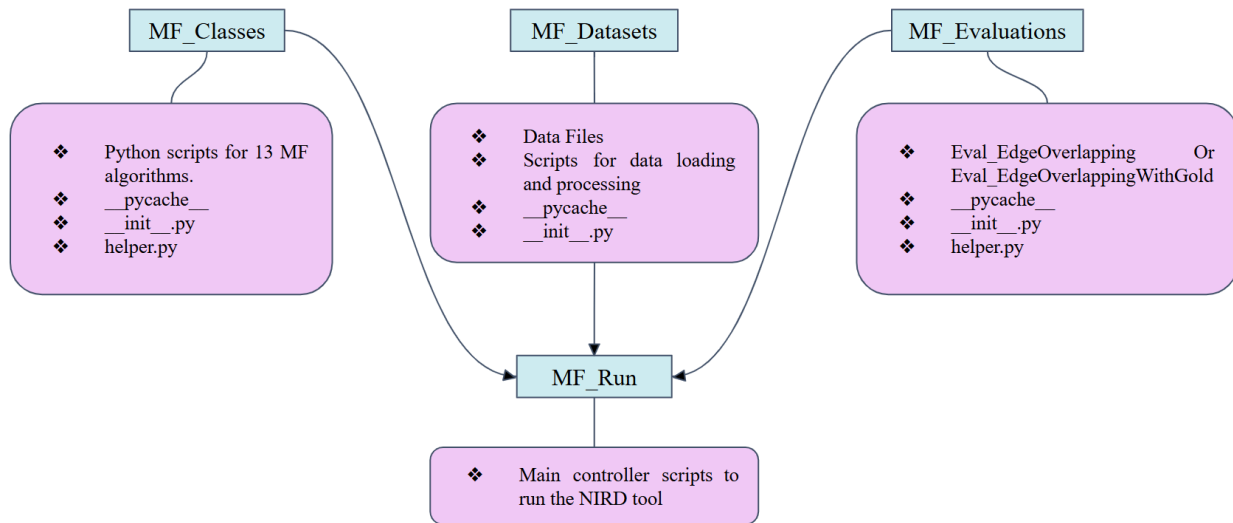 MF_Classes
MF_Datasets
MF_Evaluations
❖ Python scripts for 13 MF
algorithms.
❖ __pycache__
❖ __init__.py
❖ helper.py
❖ Data Files
❖ Scripts for data loading
and processing
❖ __pycache__
❖ __init__.py
❖ Eval_EdgeOverlapping Or
Eval_EdgeOverlappingWithGold
❖ __pycache__
❖ __init__.py
❖ helper.py
MF_Run
❖ Main controller scripts to
run the NIRD tool